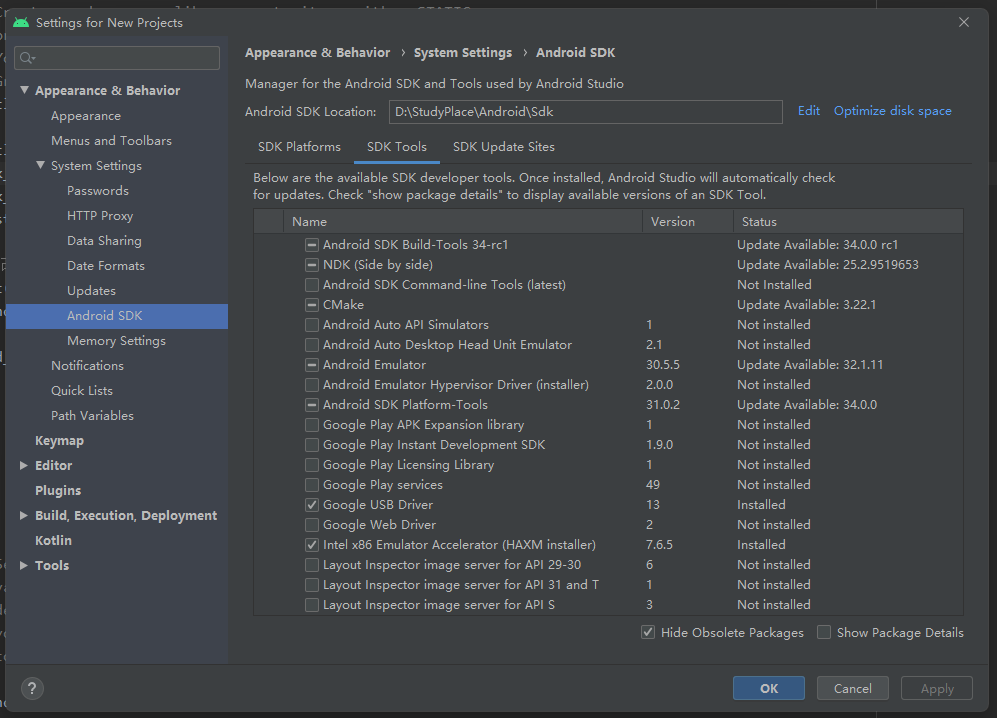 Settings for New Projects
Appearance & Behavior
Appearance
Menus and Toolbars
System Settings
Passwords
HTTP Proxy
Data Sharing
Date Formats
Updates
Android SDK
Memory Settings
Notifications
Quick Lists
Path Variables
Keymap
Editor
Plugins
Build, Execution, Deployment
Kotlin
Tools
Appearance & Behavior › System Settings › Android SDK
Manager for the Android SDK and Tools used by Android Studio
Android SDK Location: D:\StudyPlace\Android\Sdk Edit Optimize disk space
SDK Platforms SDK Tools SDK Update Sites
Below are the available SDK developer tools. Once installed, Android Studio will automatically check
for updates. Check "show package details" to display available versions of an SDK Tool.
Name Version Status
Android SDK Build-Tools 34-rc1 Update Available: 34.0.0 rc1
NDK (Side by side) Update Available: 25.2.9519653
Android SDK Command-line Tools (latest) Not Installed
CMake Update Available: 3.22.1
Android Auto API Simulators 1 Not installed
Android Auto Desktop Head Unit Emulator 2.1 Not installed
Android Emulator 30.5.5 Update Available: 32.1.11
Android Emulator Hypervisor Driver (installer) 2.0.0 Not installed
Android SDK Platform-Tools 31.0.2 Update Available: 34.0.0
Google Play APK Expansion library 1 Not installed
Google Play Instant Development SDK 1.9.0 Not installed
Google Play Licensing Library 1 Not installed
Google Play services 49 Not installed
Google USB Driver 13 Installed
Google Web Driver 2 Not installed
Intel x86 Emulator Accelerator (HAXM installer) 7.6.5 Installed
Layout Inspector image server for API 29-30 6 Not installed
Layout Inspector image server for API 31 and T 1 Not installed
Layout Inspector image server for API S 3 Not installed
Hide Obsolete Packages Show Package Details
? OK Cancel Apply